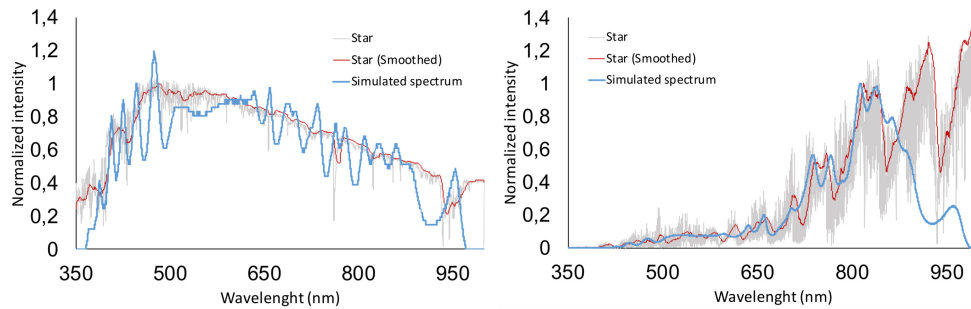 1,4
1,2
1
0,8
0,6
0,4
0,2
0
Normalized intensity
Star
Star (Smoothed)
Simulated spectrum
350 500 650 800 950
Wavelenght (nm)
1,4
1,2
1
0,8
0,6
0,4
0,2
0
Normalized intensity
Star
Star (Smoothed)
Simulated spectrum
350 500 650 800 950
Wavelenght (nm)